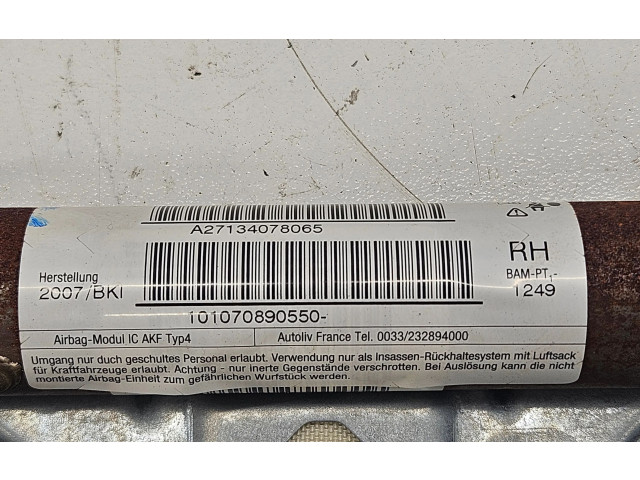 A27134078065
Herstellung
2007/BKI
RH
BAM-PT₁-
1249
101070890550-
Airbag-Modul IC AKF Typ4
Autoliv France Tel. 0033/232894000
Umgang nur duch geschultes Personal erlaubt. Verwendung nur als Insassen-Rückhaltesystem mit Luftsack
für Kraftfahrzeuge erlaubt. Achtung - nur inerte Gegenstände verschrotten. Bei Auslösung kann die nicht
montierte Airbag-Einheit zum gefährlichen Wurfstück werden.